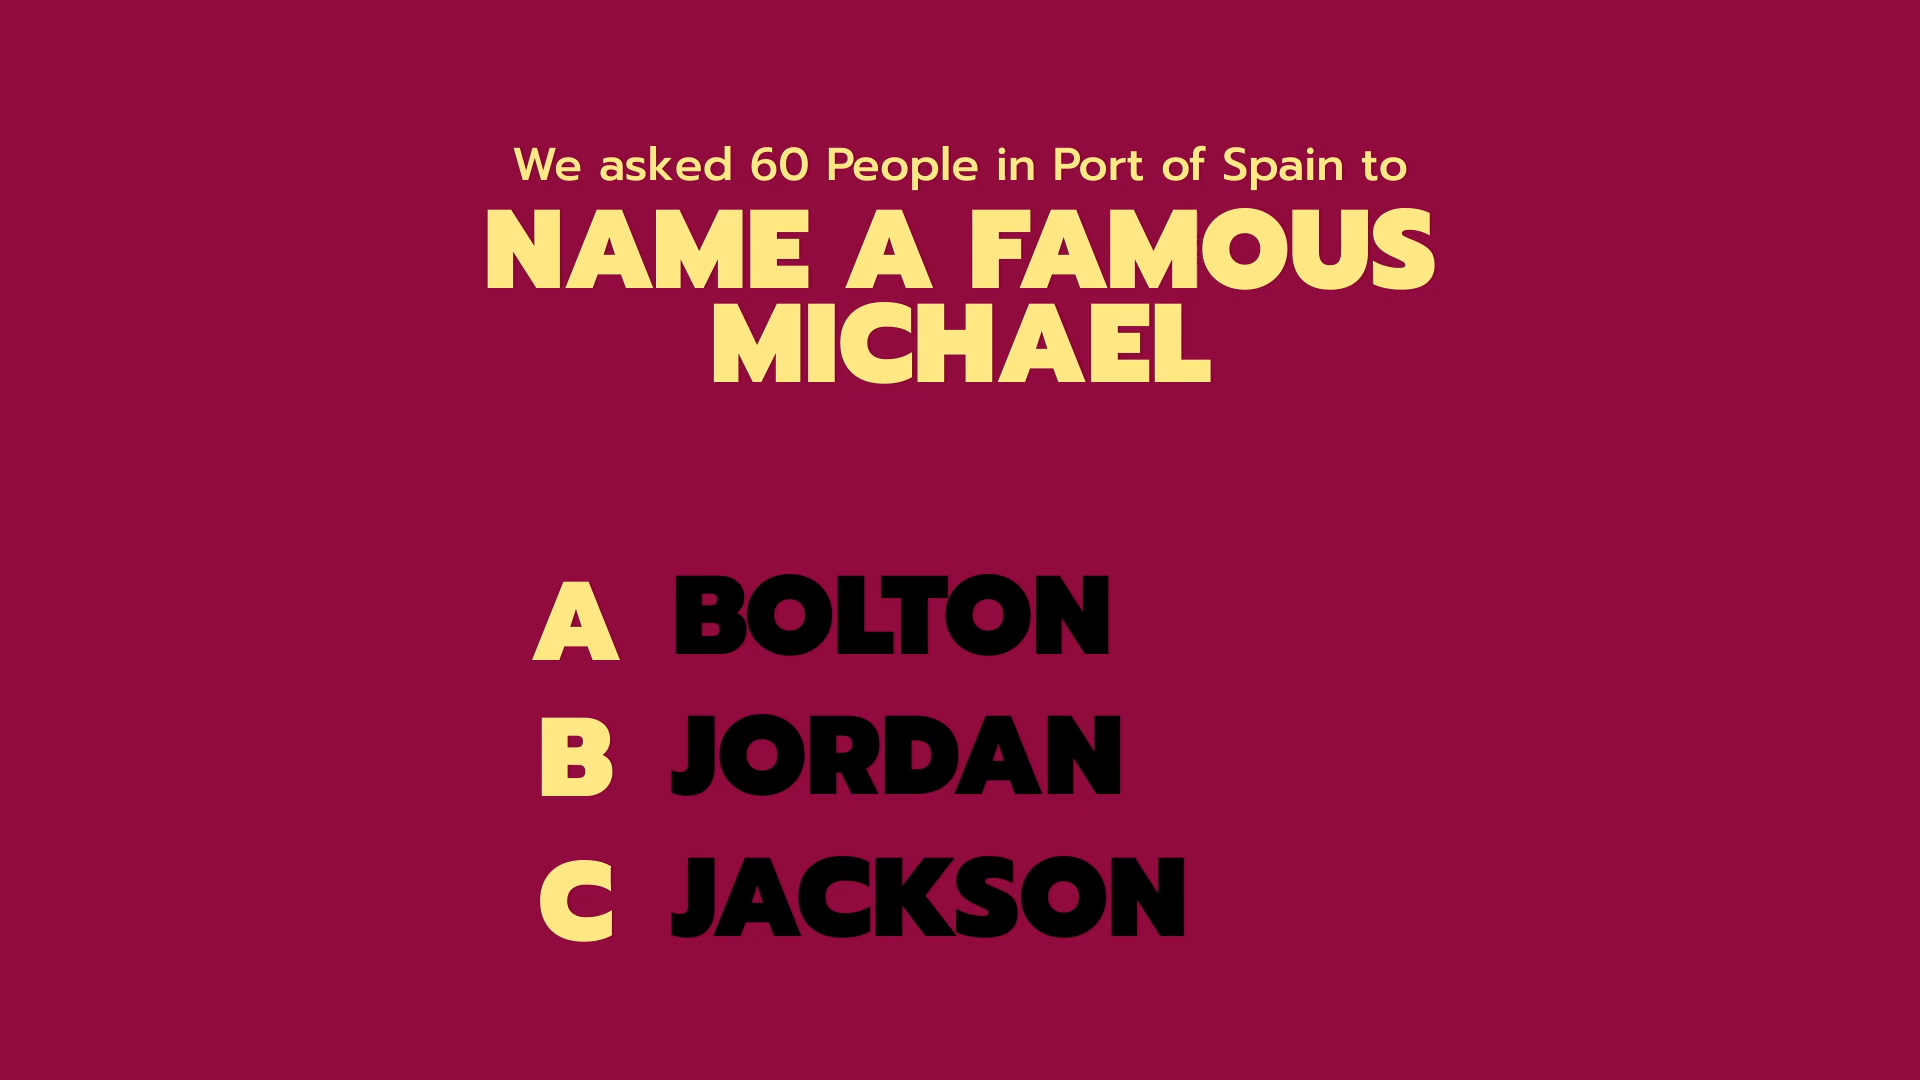 We asked 60 People in Port of Spain to
NAME A FAMOUS
MICHAEL
A BOLTON
B JORDAN
C JACKSON